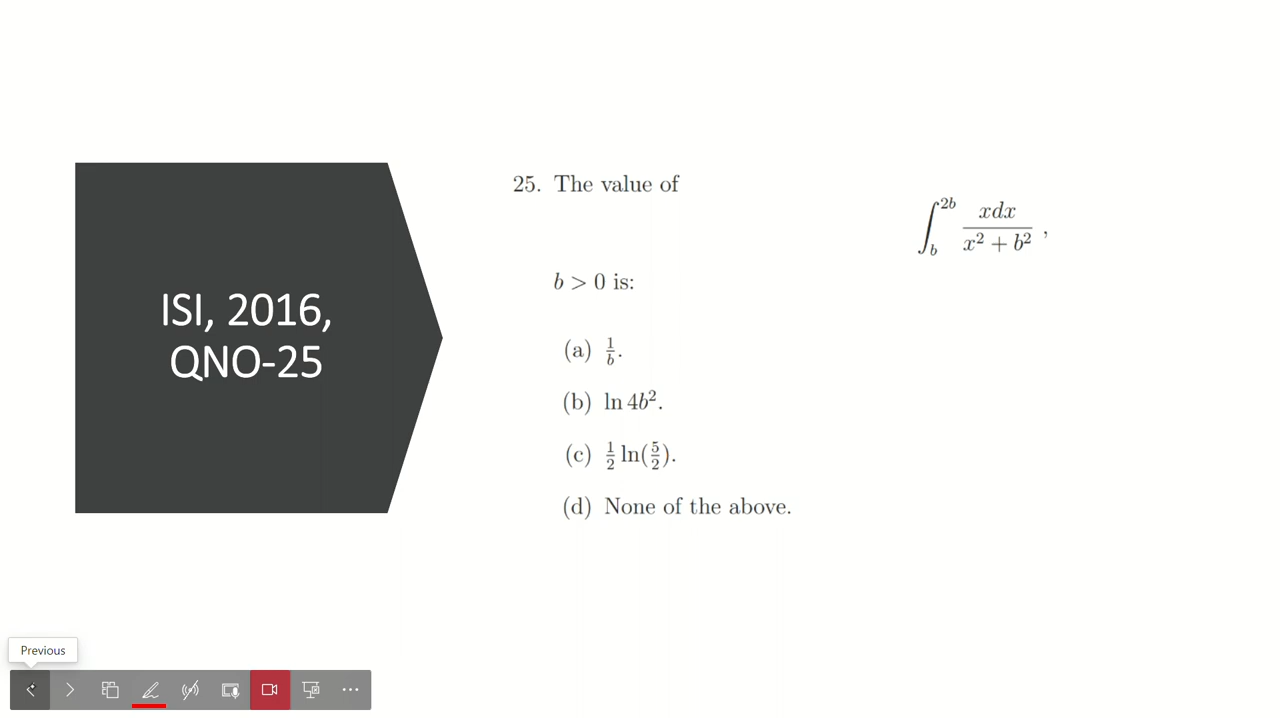 ISI, 2016,
QNO-25
25. The value of
∫_b^{2b} xdx / (x² + b²) ,
b > 0 is:
(a) 1/b.
(b) ln 4b².
(c) 1/2 ln(5/2).
(d) None of the above.
Previous